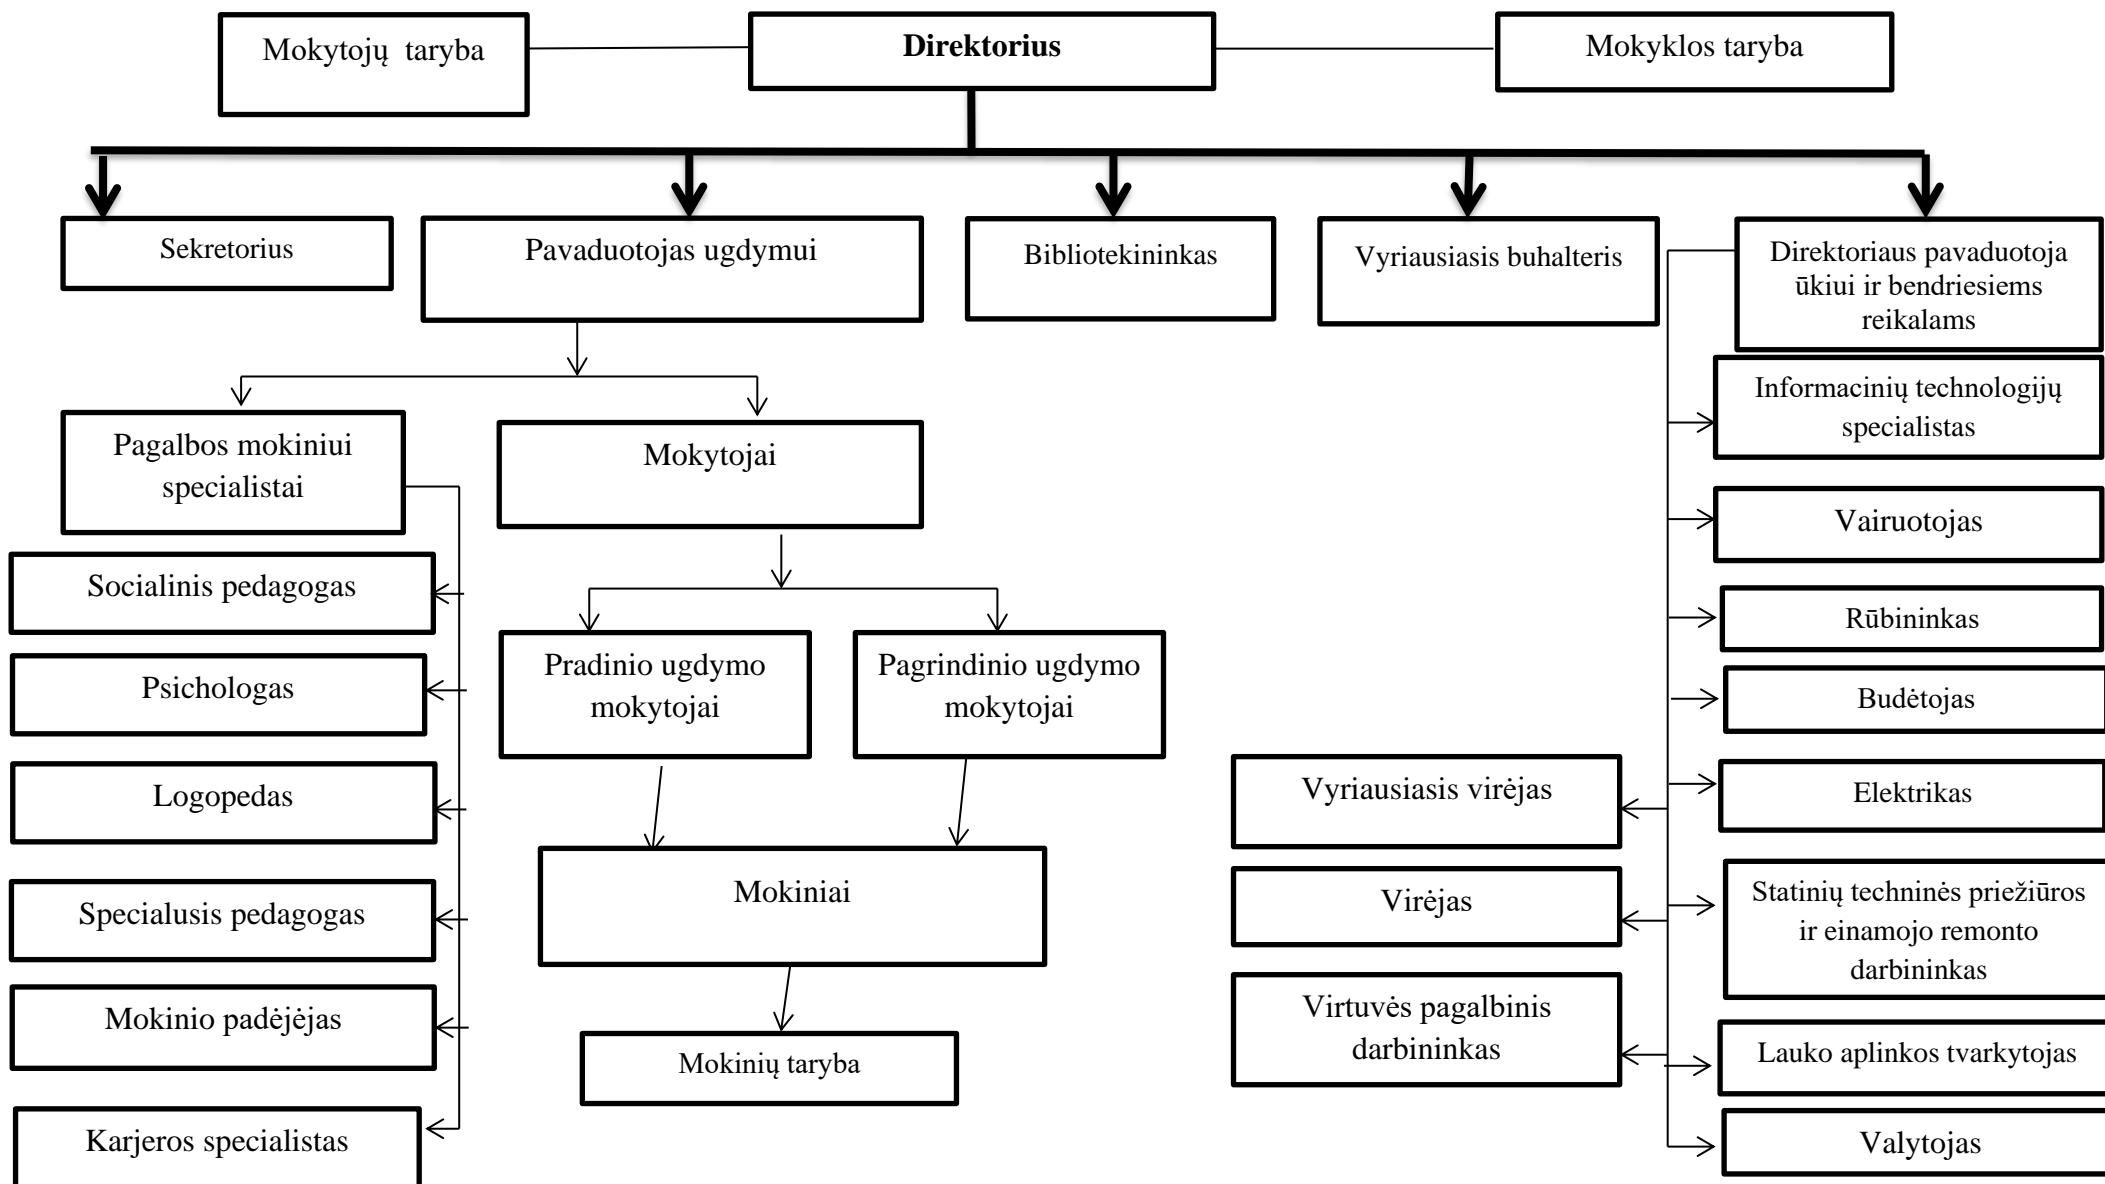 Mokytojų taryba
Direktorius
Mokyklos taryba
Sekretorius
Pavaduotojas ugdymui
Bibliotekininkas
Vyriausiasis buhalteris
Direktoriaus pavaduotoja
ūkiui ir bendriesiems
reikalams
Pagalbos mokiniui
specialistai
Mokytojai
Informacinių technologijų
specialistas
Vairuotojas
Socialinis pedagogas
Rūbininkas
Psichologas
Pradinio ugdymo
mokytojai
Pagrindinio ugdymo
mokytojai
Budėtojas
Logopedas
Vyriausiasis virėjas
Elektrikas
Specialusis pedagogas
Mokiniai
Virėjas
Statinių techninės priežiūros
ir einamojo remonto
darbininkas
Mokinio padėjėjas
Mokinių taryba
Virtuvės pagalbinis
darbininkas
Lauko aplinkos tvarkytojas
Karjeros specialistas
Valytojas